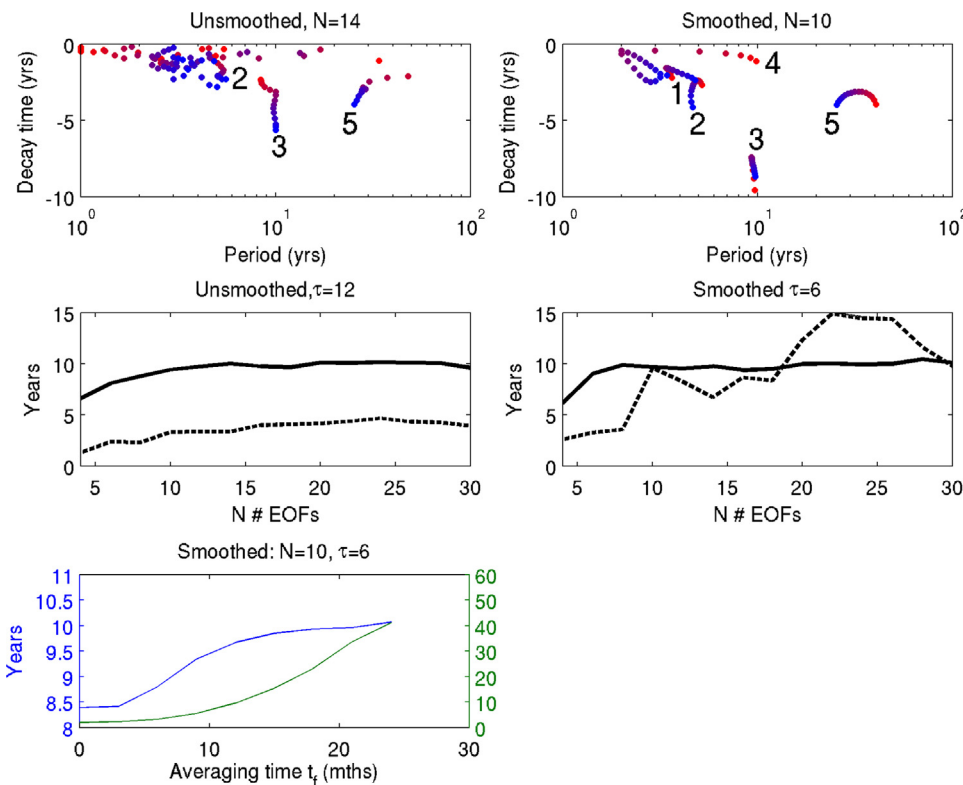 Unsmoothed, N=14
0
-5
-10
Decay time (yrs)
2
3
5
10^0
10^1
10^2
Period (yrs)
Smoothed, N=10
0
-5
-10
Decay time (yrs)
1
2
3
4
5
10^0
10^1
10^2
Period (yrs)
Unsmoothed,τ=12
15
10
5
0
Years
5 10 15 20 25 30
N # EOFs
Smoothed τ=6
15
10
5
0
Years
5 10 15 20 25 30
N # EOFs
Smoothed: N=10, τ=6
11
10.5
10
9.5
9
8.5
8
Years
60
50
40
30
20
10
0
0 10 20 30
Averaging time t_f (mths)